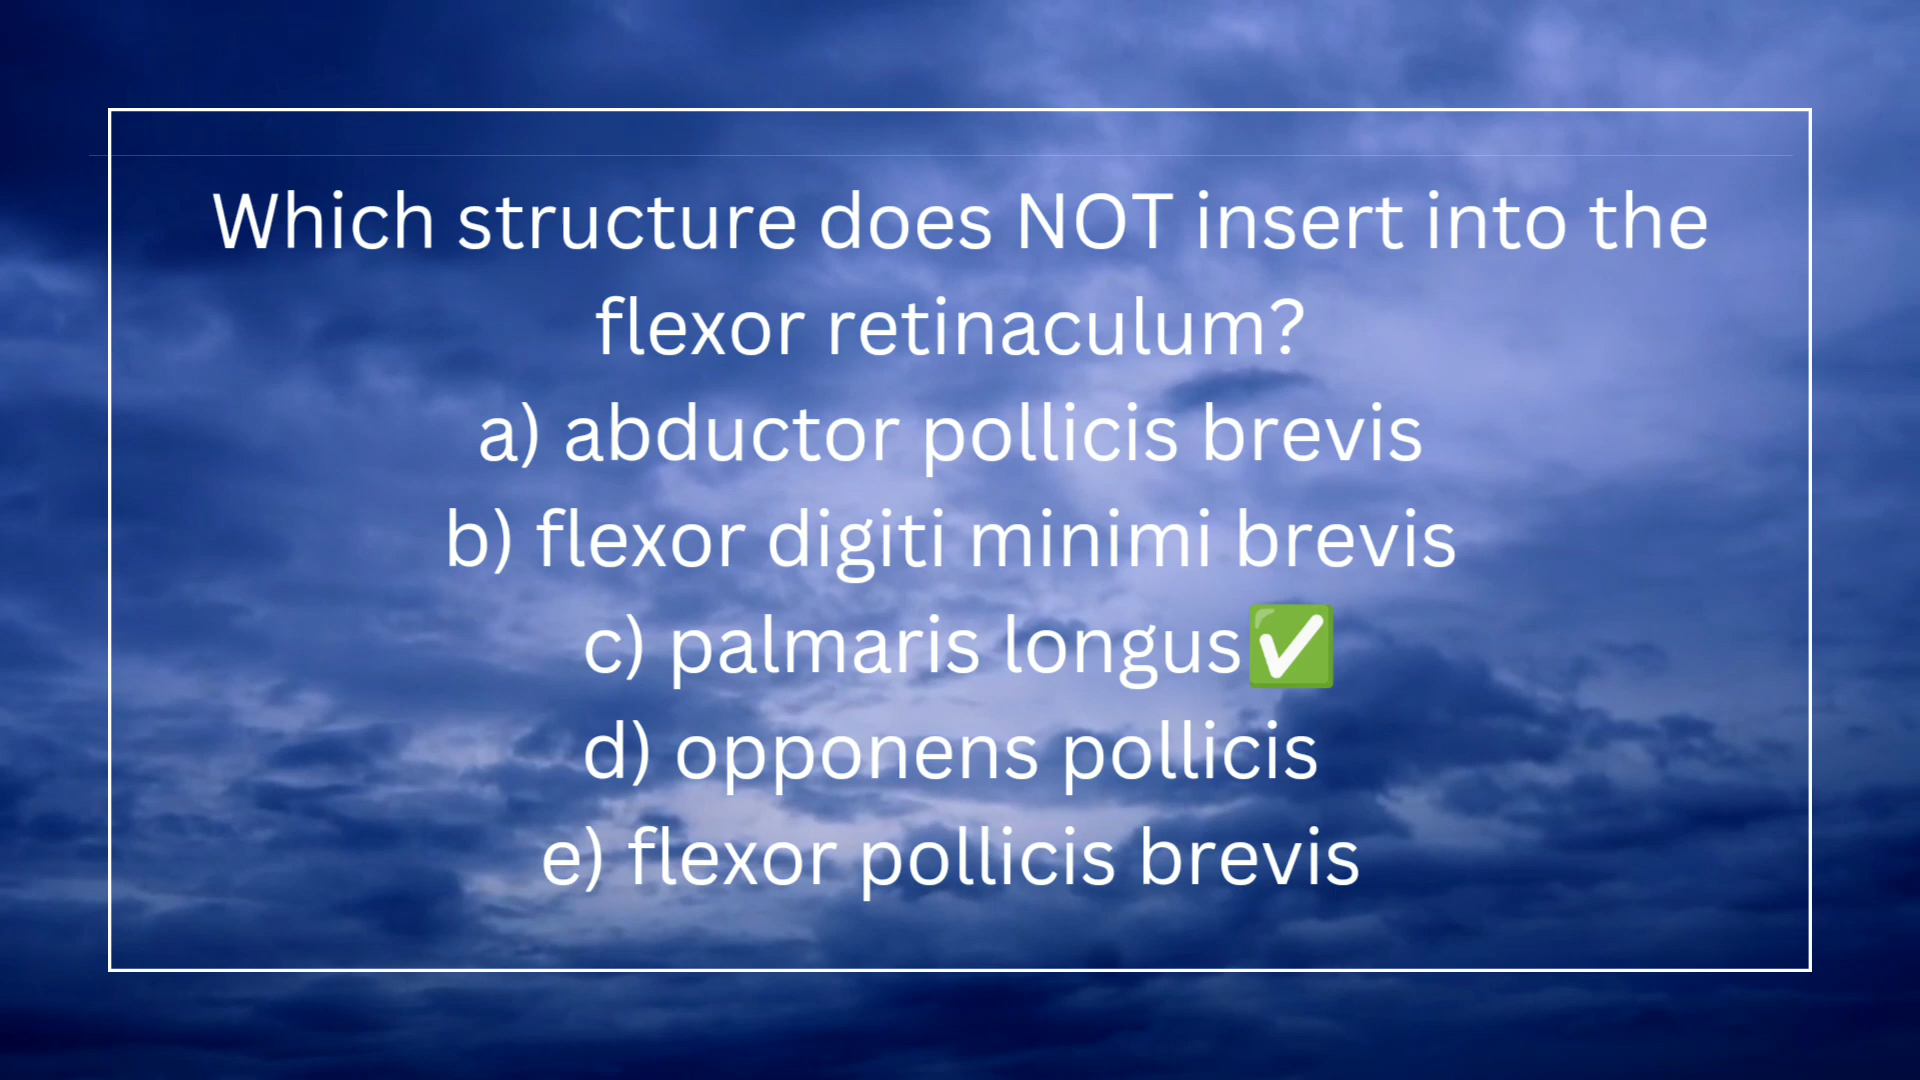 Which structure does NOT insert into the
flexor retinaculum?
a) abductor pollicis brevis
b) flexor digiti minimi brevis
c) palmaris longus✅
d) opponens pollicis
e) flexor pollicis brevis